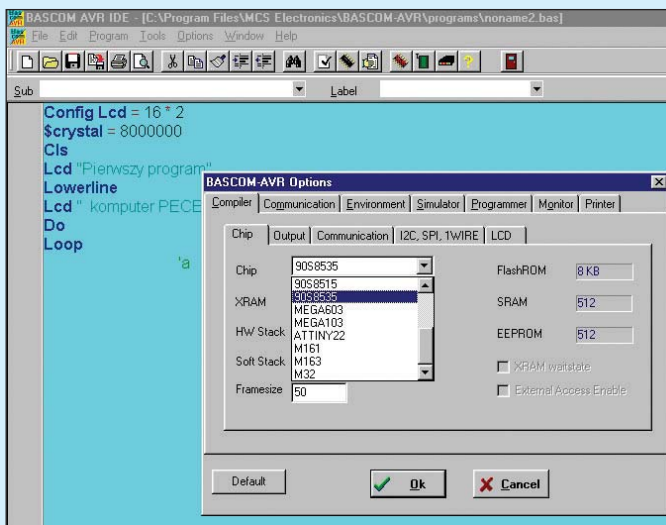 BASCOM AVR IDE - [C:\Program Files\MCS Electronics\BASCOM-AVR\programs\noname2.bas]
File Edit Program Tools Options Window Help
Sub Label
Config Lcd = 16 * 2
$crystal = 8000000
Cls
Lcd "Pierwszy program"
Lowerline
Lcd " komputer PECE
Do
Loop
'a
BASCOM-AVR Options
Compiler Communication Environment Simulator Programmer Monitor Printer
Chip Output Communication I2C, SPI, 1WIRE LCD
Chip 90S8535 FlashROM 8 KB
90S8515
90S8535
XRAM SRAM 512
MEGA603
MEGA103
HW Stack EEPROM 512
ATTINY22
M161
Soft Stack XRAM waitstate
M163
M32
Framesize 50 External Access Enable
Default Ok Cancel